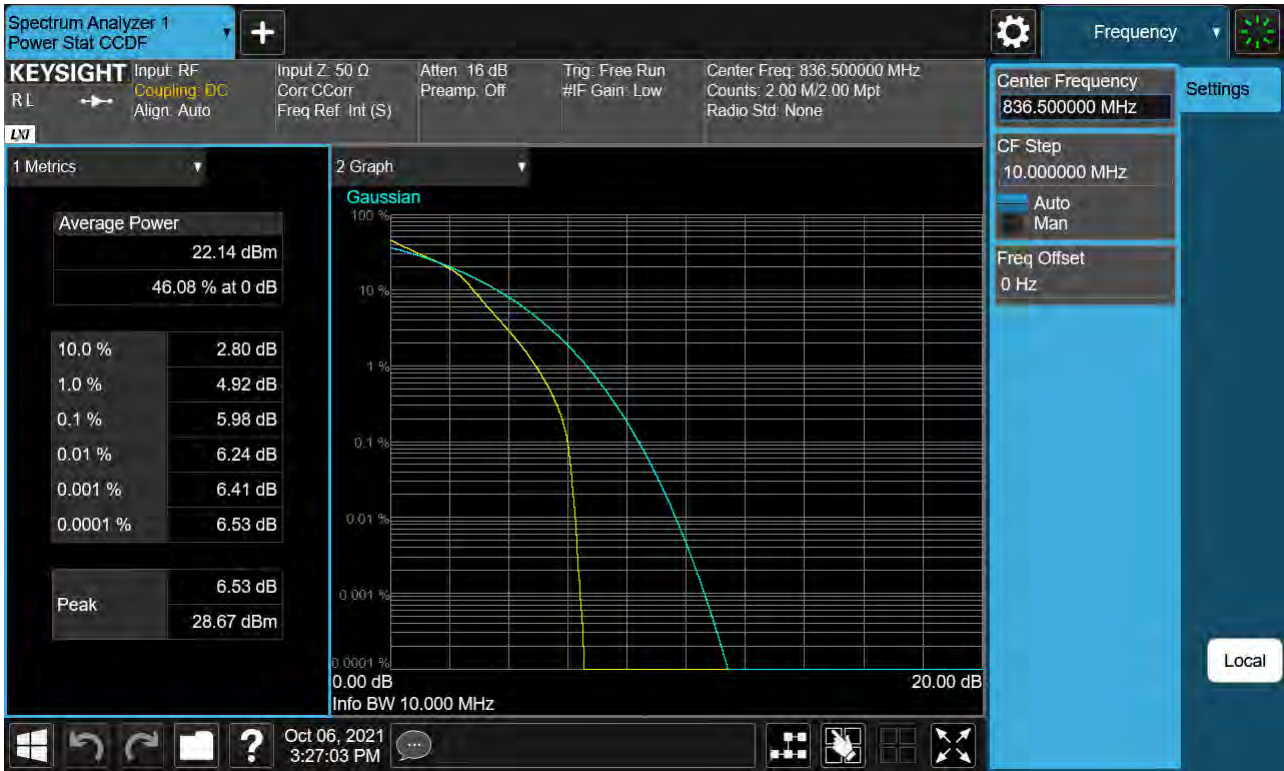 Spectrum Analyzer 1
Power Stat CCDF
Frequency
KEYSIGHT
R L
LXI
Input: RF
Coupling: DC
Align: Auto
Input Z: 50 Ω
Corr CCorr
Freq Ref: Int (S)
Atten: 16 dB
Preamp: Off
Trig: Free Run
#IF Gain: Low
Center Freq: 836.500000 MHz
Counts: 2.00 M/2.00 Mpt
Radio Std: None
Center Frequency
836.500000 MHz
Settings
CF Step
10.000000 MHz
Auto
Man
Freq Offset
0 Hz
1 Metrics
Average Power
22.14 dBm
46.08 % at 0 dB
10.0 % 2.80 dB
1.0 % 4.92 dB
0.1 % 5.98 dB
0.01 % 6.24 dB
0.001 % 6.41 dB
0.0001 % 6.53 dB
Peak
6.53 dB
28.67 dBm
2 Graph
Gaussian
100 %
10 %
1 %
0.1 %
0.01 %
0.001 %
0.0001 %
0.00 dB 20.00 dB
Info BW 10.000 MHz
Local
Oct 06, 2021
3:27:03 PM